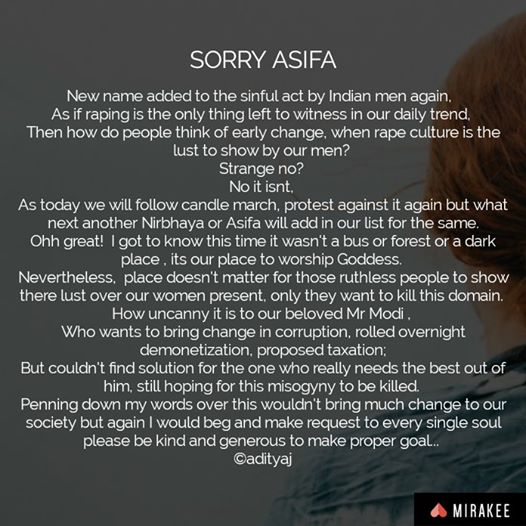 SORRY ASIFA
New name added to the sinful act by Indian men again,
As if raping is the only thing left to witness in our daily trend,
Then how do people think of early change, when rape culture is the
lust to show by our men?
Strange no?
No it isnt,
As today we will follow candle march, protest against it again but what
next another Nirbhaya or Asifa will add in our list for the same.
Ohh great! I got to know this time it wasn't a bus or forest or a dark
place , its our place to worship Goddess.
Nevertheless, place doesn't matter for those ruthless people to show
there lust over our women present, only they want to kill this domain.
How uncanny it is to our beloved Mr Modi ,
Who wants to bring change in corruption, rolled overnight
demonetization, proposed taxation;
But couldn't find solution for the one who really needs the best out of
him, still hoping for this misogyny to be killed.
Penning down my words over this wouldn't bring much change to our
society but again I would beg and make request to every single soul
please be kind and generous to make proper goal...
©adityaj
MIRAKEE